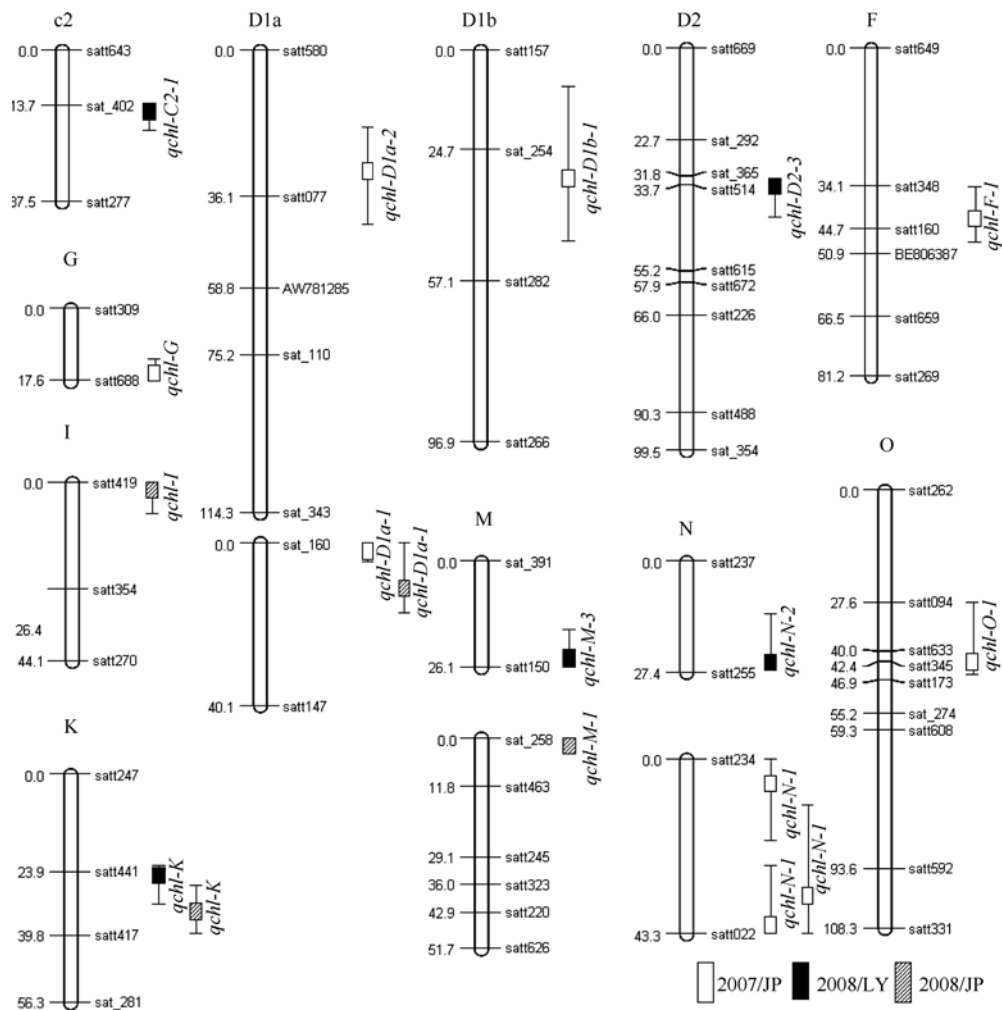 c2
0.0 satt643
13.7 sat_402
37.5 satt277
qchl-C2-1
G
0.0 satt309
17.6 satt688
qchl-G
I
0.0 satt419
satt354
26.4
44.1 satt270
qchl-I
K
0.0 satt247
23.9 satt441
39.8 satt417
56.3 sat_281
qchl-K
qchl-K
D1a
0.0 satt580
36.1 satt077
58.8 AW781285
75.2 sat_110
114.3 sat_343
qchl-D1a-2
0.0 sat_160
40.1 satt147
qchl-D1a-1
qchl-D1a-1
D1b
0.0 satt157
24.7 sat_254
57.1 satt282
96.9 satt266
qchl-D1b-1
M
0.0 sat_391
26.1 satt150
qchl-M-3
0.0 sat_258
11.8 satt463
29.1 satt245
36.0 satt323
42.9 satt220
51.7 satt626
qchl-M-1
D2
0.0 satt669
22.7 sat_292
31.8 sat_365
33.7 satt514
55.2 satt615
57.9 satt672
66.0 satt226
90.3 satt488
99.5 sat_354
qchl-D2-3
N
0.0 satt237
27.4 satt255
qchl-N-2
0.0 satt234
43.3 satt022
qchl-N-1
qchl-N-1
qchl-N-1
F
0.0 satt649
34.1 satt348
44.7 satt160
50.9 BE806387
66.5 satt659
81.2 satt269
qchl-F-1
O
0.0 satt262
27.6 satt094
40.0 satt633
42.4 satt345
46.9 satt173
55.2 sat_274
59.3 satt608
93.6 satt592
108.3 satt331
qchl-O-1
2007/JP 2008/LY 2008/JP